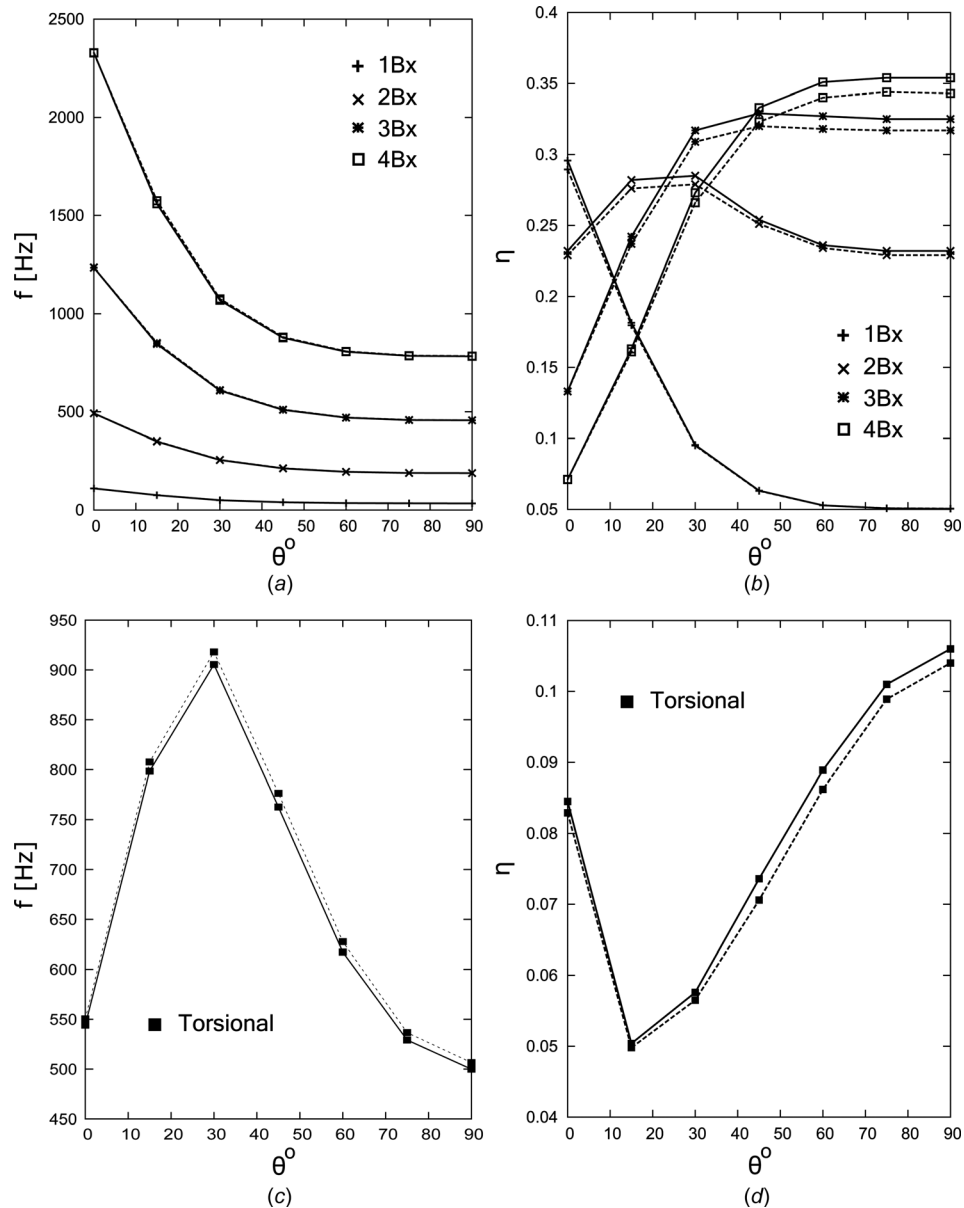 2500
2000
1500
1000
500
0
f [Hz]
1Bx
2Bx
3Bx
4Bx
0 10 20 30 40 50 60 70 80 90
θº
(a)
0.4
0.35
0.3
0.25
0.2
0.15
0.1
0.05
η
1Bx
2Bx
3Bx
4Bx
0 10 20 30 40 50 60 70 80 90
θº
(b)
950
900
850
800
750
700
650
600
550
500
450
f [Hz]
Torsional
0 10 20 30 40 50 60 70 80 90
θº
(c)
0.11
0.1
0.09
0.08
0.07
0.06
0.05
0.04
η
Torsional
0 10 20 30 40 50 60 70 80 90
θº
(d)